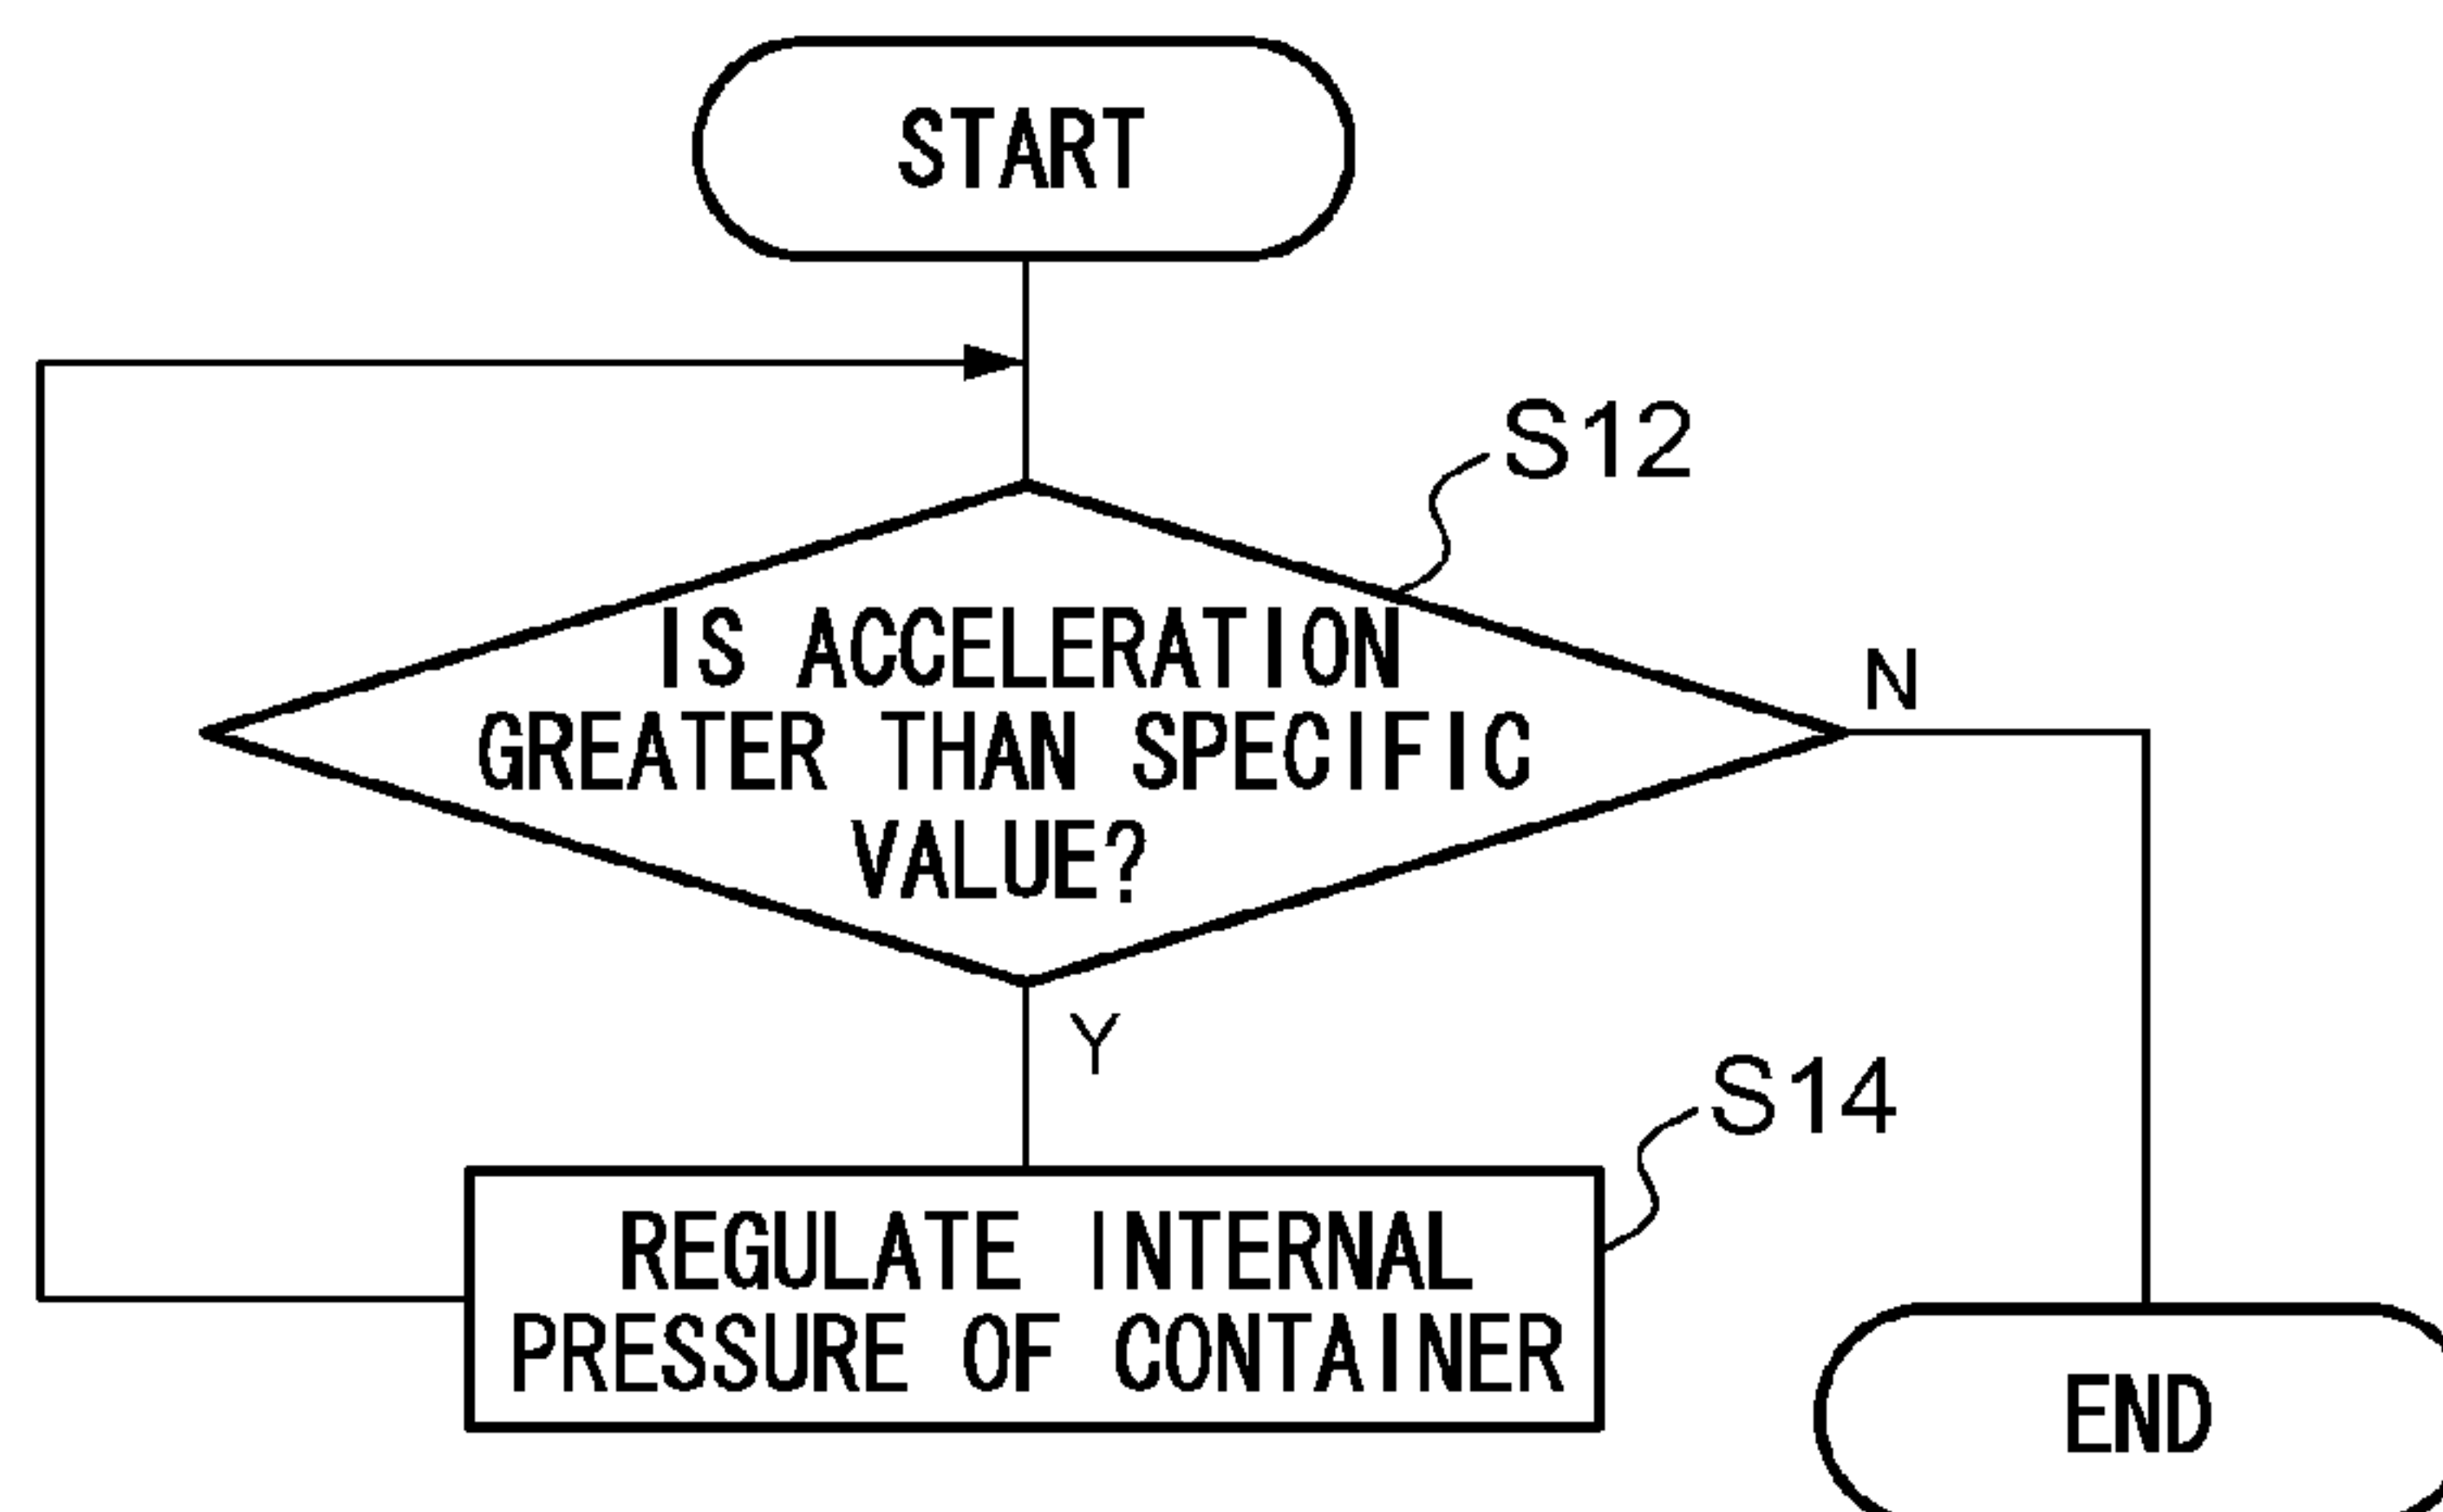 START
S12
IS ACCELERATION
GREATER THAN SPECIFIC
VALUE?
N
Y
S14
REGULATE INTERNAL
PRESSURE OF CONTAINER
END